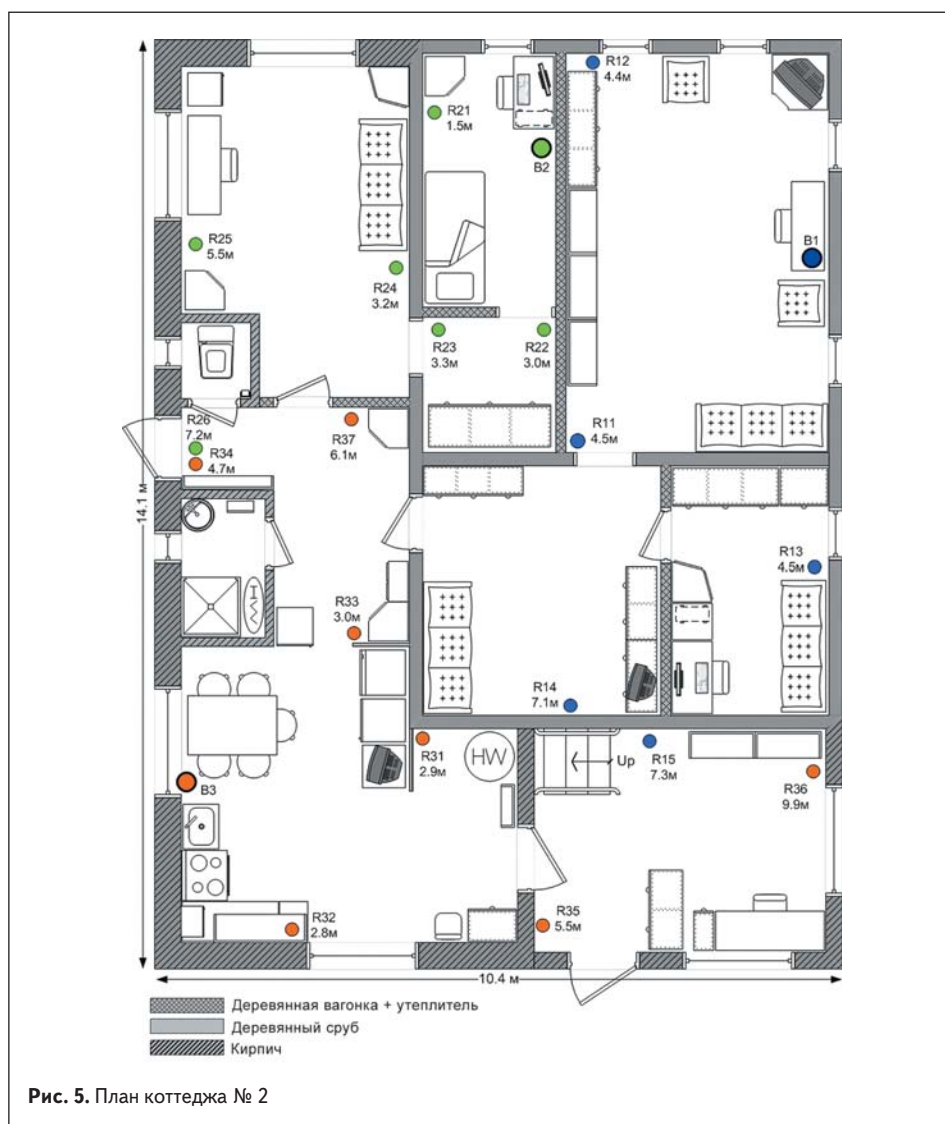 R12
4.4м
R21
1.5м
B2
B1
R25
5.5м
R24
3.2м
R23
3.3м
R22
3.0м
R26
7.2м
R34
4.7м
R37
6.1м
R11
4.5м
14.1 м
R13
4.5м
R33
3.0м
HW
R14
7.1м
R31
2.9м
HW
Up
R15
7.3м
R36
9.9м
B3
R32
2.8м
R35
5.5м
10.4 м
Деревянная вагонка + утеплитель
Деревянный сруб
Кирпич
Рис. 5. План коттеджа № 2